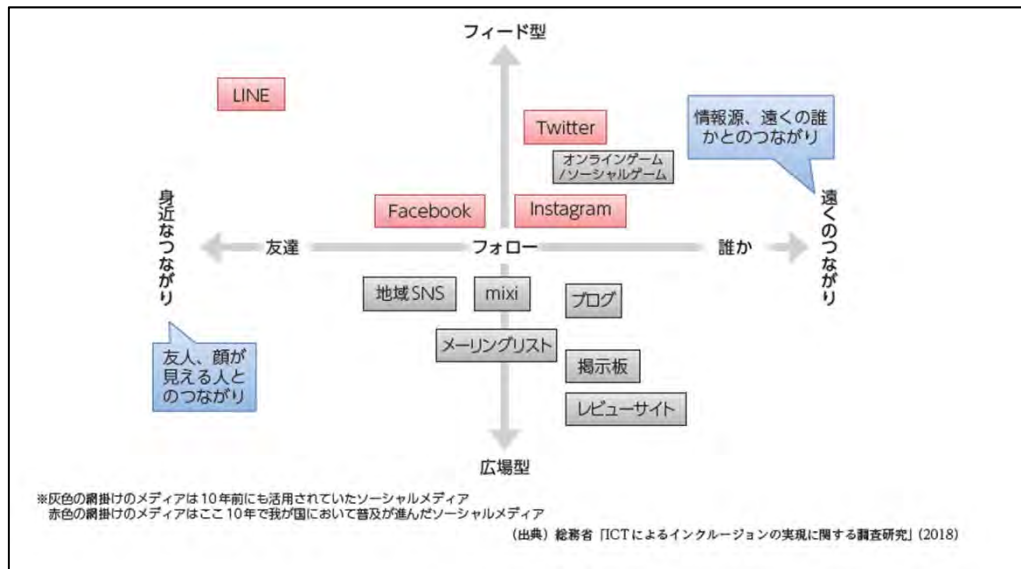 フィード型
LINE
Twitter
情報源、遠くの誰
かとのつながり
オンラインゲーム
/ソーシャルゲーム
Facebook
Instagram
身近なつながり
友達
フォロー
誰か
遠くのつながり
地域SNS
mixi
ブログ
メーリングリスト
友人、顔が
見える人と
のつながり
掲示板
レビューサイト
広場型
※灰色の網掛けのメディアは10年前にも活用されていたソーシャルメディア
赤色の網掛けのメディアはここ10年で我が国において普及が進んだソーシャルメディア
(出典)総務省「ICTによるインクルージョンの実現に関する調査研究」(2018)